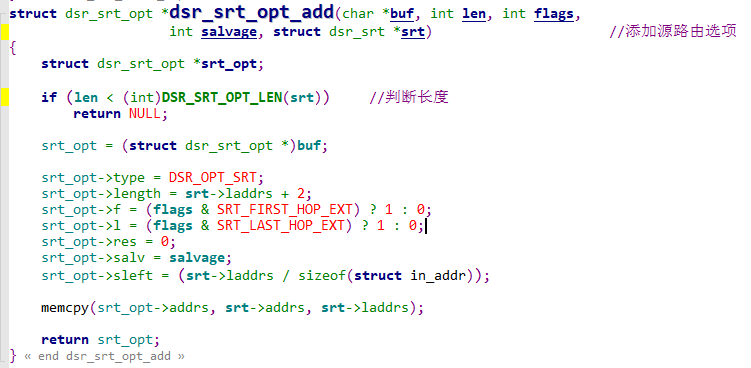 struct dsr_srt_opt *dsr_srt_opt_add(char *buf, int len, int flags,
int salvage, struct dsr_srt *srt) //添加源路由选项
{
struct dsr_srt_opt *srt_opt;
if (len < (int)DSR_SRT_OPT_LEN(srt)) //判断长度
return NULL;
srt_opt = (struct dsr_srt_opt *)buf;
srt_opt->type = DSR_OPT_SRT;
srt_opt->length = srt->laddrs + 2;
srt_opt->f = (flags & SRT_FIRST_HOP_EXT) ? 1 : 0;
srt_opt->l = (flags & SRT_LAST_HOP_EXT) ? 1 : 0;
srt_opt->res = 0;
srt_opt->salv = salvage;
srt_opt->sleft = (srt->laddrs / sizeof(struct in_addr));
memcpy(srt_opt->addrs, srt->addrs, srt->laddrs);
return srt_opt;
} « end dsr_srt_opt_add »